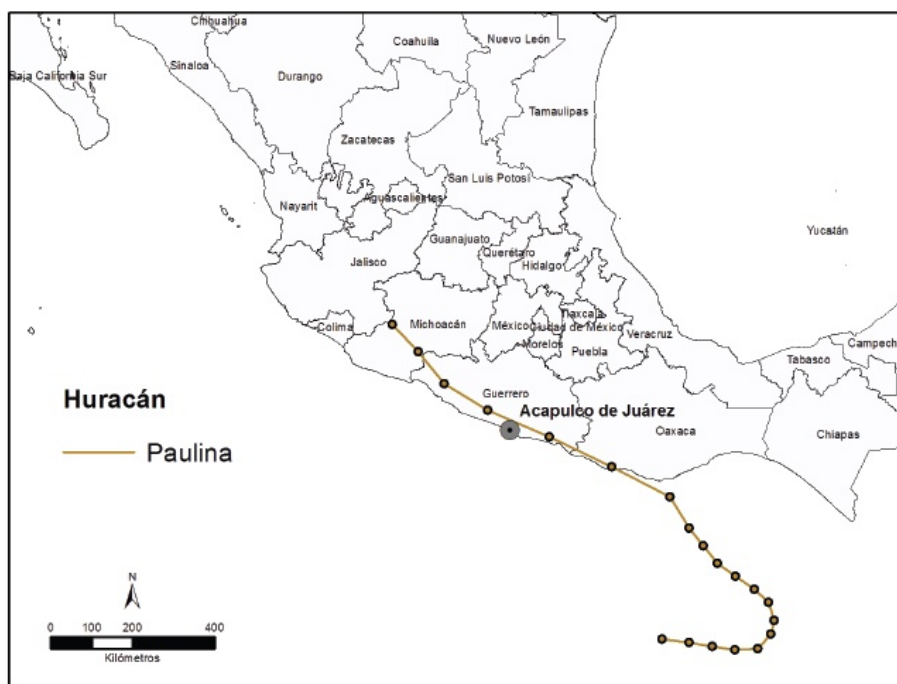 Chihuahua
Coahuila
Nuevo León
Sinaloa
Baja California Sur
Durango
Tamaulipas
Zacatecas
San Luis Potosí
Aguascalientes
Nayarit
Yucatán
Guanajuato
Querétaro
Hidalgo
Jalisco
Tlaxcala
Colima
Michoacán
México
Ciudad de México
Veracruz
Campech
Morelos
Puebla
Tabasco
Huracán
Guerrero
Acapulco de Juárez
Oaxaca
Chiapas
Paulina
N
0 100 200 400
Kilómetros